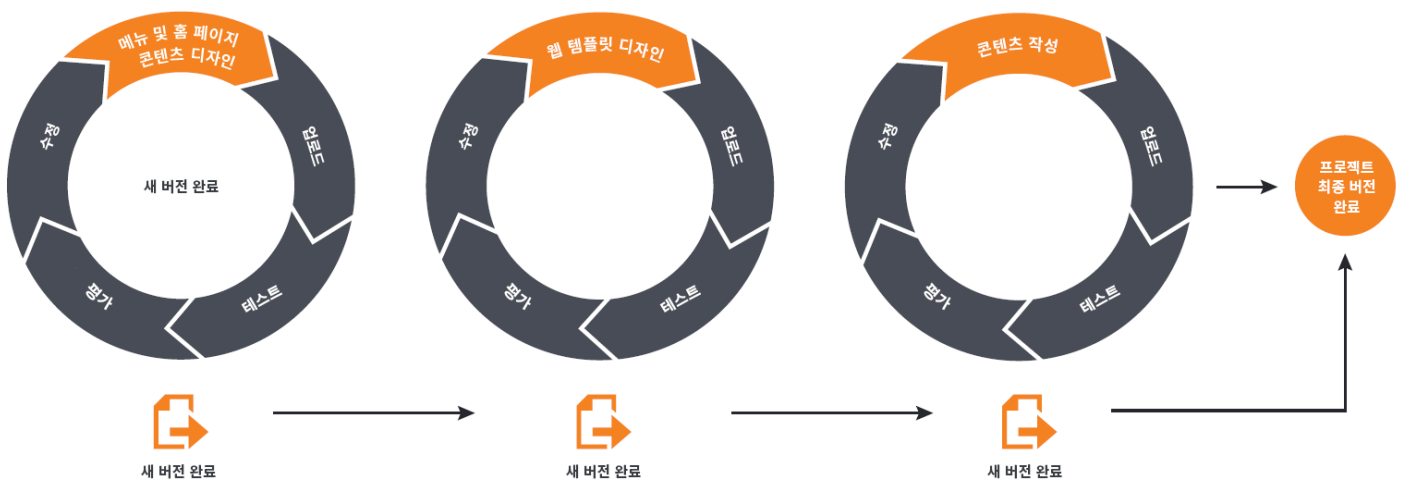 메뉴 및 홈 페이지
콘텐츠 디자인
업로드
테스트
평가
수정
새 버전 완료
새 버전 완료
웹 템플릿 디자인
업로드
테스트
평가
수정
새 버전 완료
콘텐츠 작성
업로드
테스트
평가
수정
새 버전 완료
프로젝트
최종 버전
완료